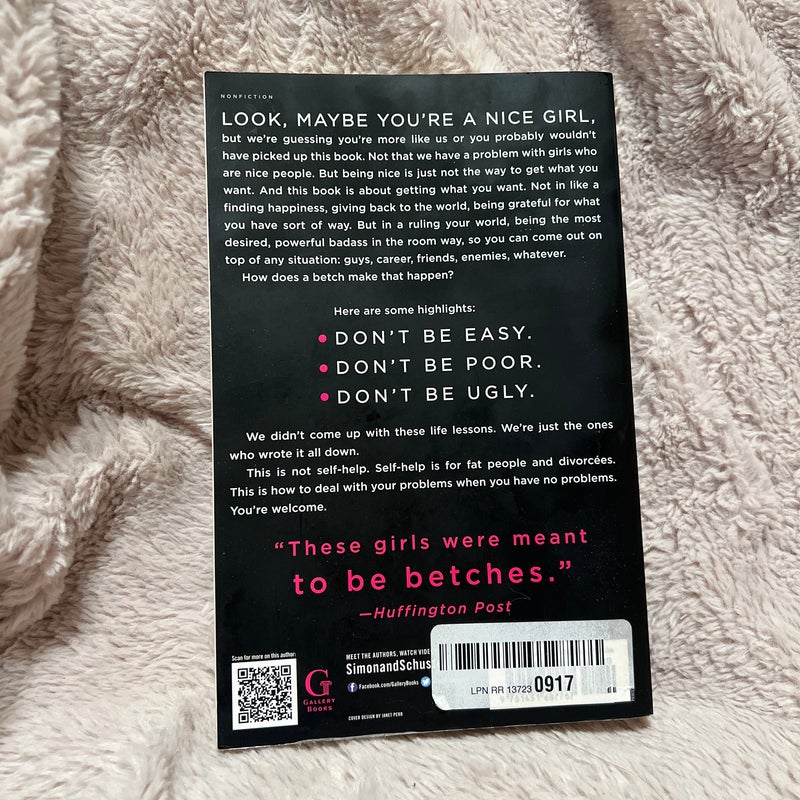 NONFICTION
LOOK, MAYBE YOU'RE A NICE GIRL,
but we're guessing you're more like us or you probably wouldn't
have picked up this book. Not that we have a problem with girls who
are nice people. But being nice is just not the way to get what you
want. And this book is about getting what you want. Not in like a
finding happiness, giving back to the world, being grateful for what
you have sort of way. But in a ruling your world, being the most
desired, powerful badass in the room way, so you can come out on
top of any situation: guys, career, friends, enemies, whatever.
How does a betch make that happen?
Here are some highlights:
• DON'T BE EASY.
• DON'T BE POOR.
• DON'T BE UGLY.
We didn't come up with these life lessons. We're just the ones
who wrote it all down.
This is not self-help. Self-help is for fat people and divorcées.
This is how to deal with your problems when you have no problems.
You're welcome.
“These girls were meant
to be betches.”
—Huffington Post
Scan for more on this author:
G
GALLERY
BOOKS
MEET THE AUTHORS, WATCH VIDE
SimonandSchus
Facebook.com/GalleryBooks
COVER DESIGN BY JANET PERR
LPN RR 13723 0917